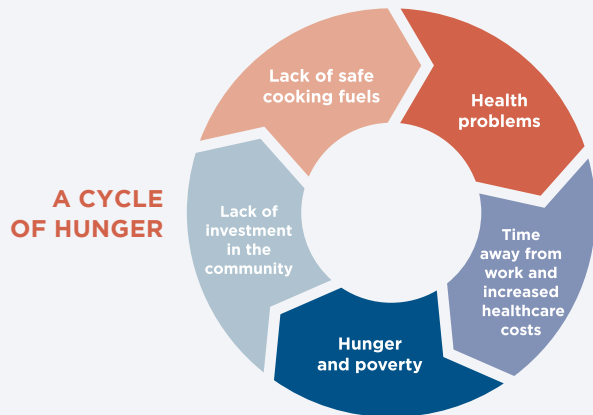 A CYCLE
OF HUNGER
Lack of safe
cooking fuels
Health
problems
Time
away from
work and
increased
healthcare
costs
Hunger
and poverty
Lack of
investment
in the
community